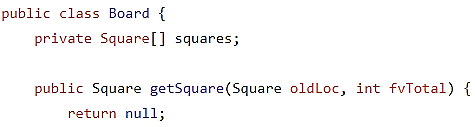 public class Board {
    private Square[] squares;
    public Square getSquare(Square oldLoc, int fvTotal) {
        return null;